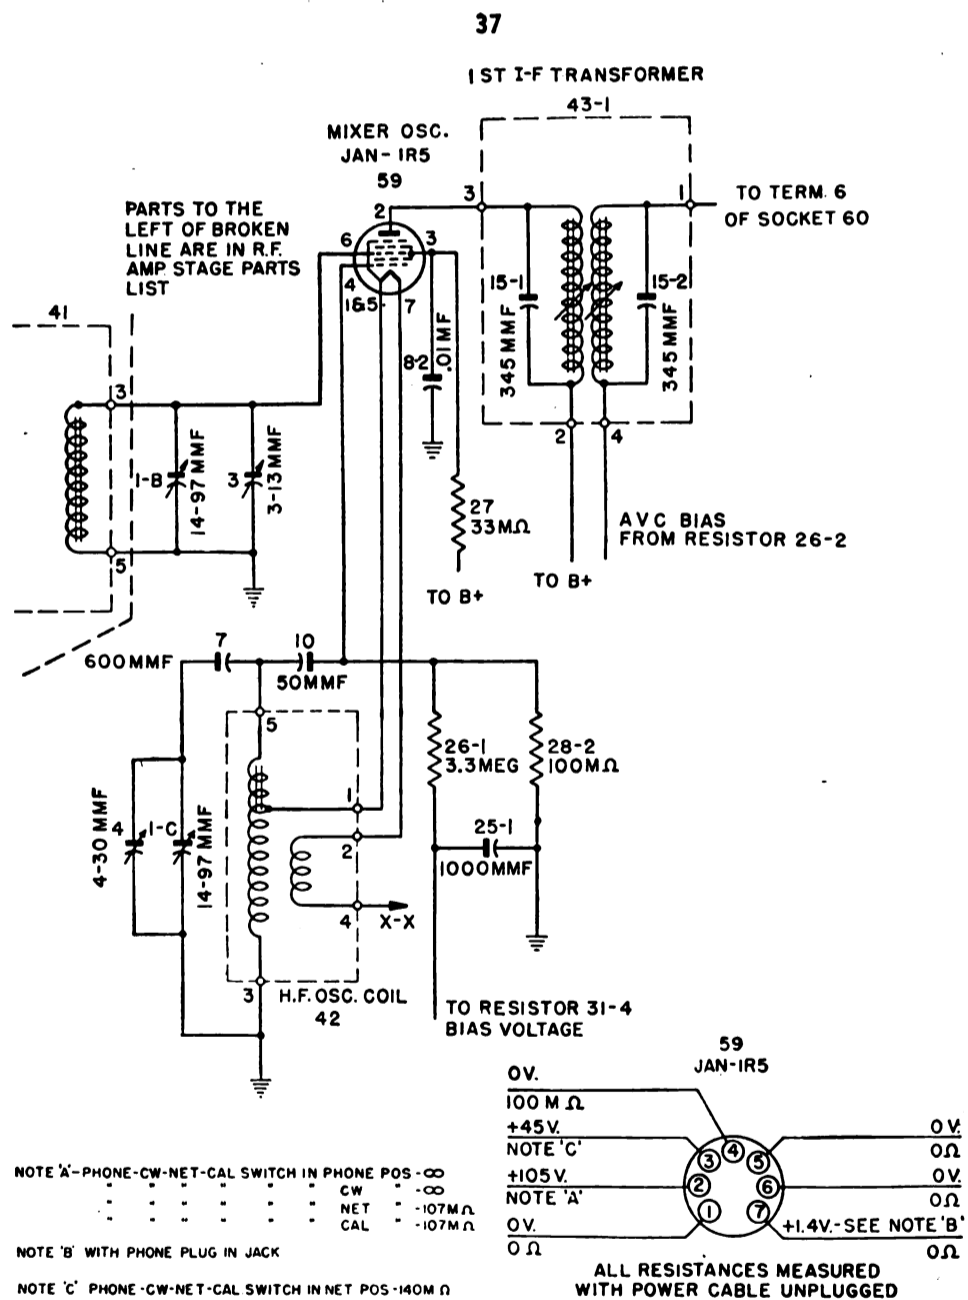 37
1ST I-F TRANSFORMER
43-1
MIXER OSC.
JAN-1R5
59
PARTS TO THE
LEFT OF BROKEN
LINE ARE IN R.F.
AMP STAGE PARTS
LIST
2
6
3
4
1&5
7
3
1
TO TERM. 6
OF SOCKET 60
15-1
345 MMF
15-2
345 MMF
2
4
41
3
5
1-B
14-97 MMF
3
3-13 MMF
8-2
.01 MF
27
33MΩ
TO B+
TO B+
AVC BIAS
FROM RESISTOR 26-2
7
600MMF
10
50MMF
5
26-1
3.3MEG
28-2
100MΩ
4-30 MMF
4
1-C
14-97 MMF
1
2
4
X-X
25-1
1000MMF
3
H.F. OSC. COIL
42
TO RESISTOR 31-4
BIAS VOLTAGE
59
JAN-1R5
0V.
100 M Ω
+45V.
NOTE 'C'
+105V.
NOTE 'A'
0V.
0Ω
4
3
5
2
6
1
7
0V.
0Ω
0V.
0Ω
+1.4V.-SEE NOTE 'B'
0Ω
ALL RESISTANCES MEASURED
WITH POWER CABLE UNPLUGGED
NOTE 'A'-PHONE-CW-NET-CAL SWITCH IN PHONE POS -∞
" " " " " " CW " -∞
" " " " " " NET " -107MΩ
" " " " " " CAL " -107MΩ
NOTE 'B' WITH PHONE PLUG IN JACK
NOTE 'C' PHONE-CW-NET-CAL SWITCH IN NET POS -140M Ω